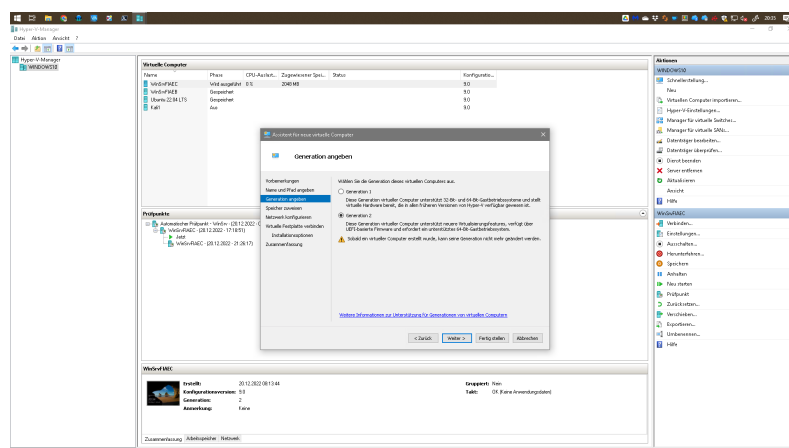 20:35
Hyper-V-Manager
Datei Aktion Ansicht ?
Hyper-V-Manager
WINDOWS10
Virtuelle Computer
Name Phase CPU-Auslast... Zugewiesener Spei... Status Konfiguratio...
WinSrvFIAEC Wird ausgeführt 0 % 2048 MB 9.0
WinSrvFIAEB Gespeichert 9.0
Ubuntu 22.04 LTS Gespeichert 9.0
Kali1 Aus 9.0
Prüfpunkte
Automatischer Prüfpunkt - WinSrv - (20.12.2022 -
WinSrvFIAEC - (20.12.2022 - 17:18:51)
Jetzt
WinSrvFIAEC - (20.12.2022 - 21:26:17)
Assistent für neue virtuelle Computer
Generation angeben
Vorbemerkungen
Name und Pfad angeben
Generation angeben
Speicher zuweisen
Netzwerk konfigurieren
Virtuelle Festplatte verbinden
Installationsoptionen
Zusammenfassung
Wählen Sie die Generation dieses virtuellen Computers aus.
Generation 1
Diese Generation virtueller Computer unterstützt 32-Bit- und 64-Bit-Gastbetriebssysteme und stellt
virtuelle Hardware bereit, die in allen früheren Versionen von Hyper-V verfügbar gewesen ist.
Generation 2
Diese Generation virtueller Computer unterstützt neuere Virtualisierungsfeatures, verfügt über
UEFI-basierte Firmware und erfordert ein unterstütztes 64-Bit-Gastbetriebssystem.
Sobald ein virtueller Computer erstellt wurde, kann seine Generation nicht mehr geändert werden.
Weitere Informationen zur Unterstützung für Generationen von virtuellen Computern
< Zurück Weiter > Fertig stellen Abbrechen
WinSrvFIAEC
Erstellt: 20.12.2022 08:13:44 Gruppiert: Nein
Konfigurationsversion: 9.0 Takt: OK (Keine Anwendungsdaten)
Generation: 2
Anmerkung: Keine
Zusammenfassung Arbeitsspeicher Netzwerk
Aktionen
WINDOWS10
Schnellerstellung...
Neu
Virtuellen Computer importieren...
Hyper-V-Einstellungen...
Manager für virtuelle Switches...
Manager für virtuelle SANs...
Datenträger bearbeiten...
Datenträger überprüfen...
Dienst beenden
Server entfernen
Aktualisieren
Ansicht
Hilfe
WinSrvFIAEC
Verbinden...
Einstellungen...
Ausschalten...
Herunterfahren...
Speichern
Anhalten
Neu starten
Prüfpunkt
Zurücksetzen...
Verschieben...
Exportieren...
Umbenennen...
Hilfe